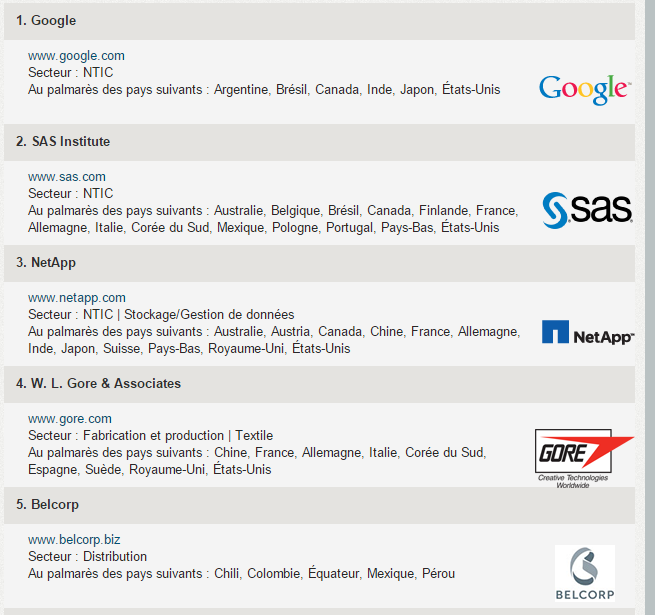 1. Google
www.google.com
Secteur : NTIC
Au palmarès des pays suivants : Argentine, Brésil, Canada, Inde, Japon, États-Unis
Google™
2. SAS Institute
www.sas.com
Secteur : NTIC
Au palmarès des pays suivants : Australie, Belgique, Brésil, Canada, Finlande, France,
Allemagne, Italie, Corée du Sud, Mexique, Pologne, Portugal, Pays-Bas, États-Unis
sas
3. NetApp
www.netapp.com
Secteur : NTIC | Stockage/Gestion de données
Au palmarès des pays suivants : Australie, Austria, Canada, Chine, France, Allemagne,
Inde, Japon, Suisse, Pays-Bas, Royaume-Uni, États-Unis
NetApp™
4. W. L. Gore & Associates
www.gore.com
Secteur : Fabrication et production | Textile
Au palmarès des pays suivants : Chine, France, Allemagne, Italie, Corée du Sud,
Espagne, Suède, Royaume-Uni, États-Unis
GORE
Creative Technologies
Worldwide
5. Belcorp
www.belcorp.biz
Secteur : Distribution
Au palmarès des pays suivants : Chili, Colombie, Équateur, Mexique, Pérou
BELCORP